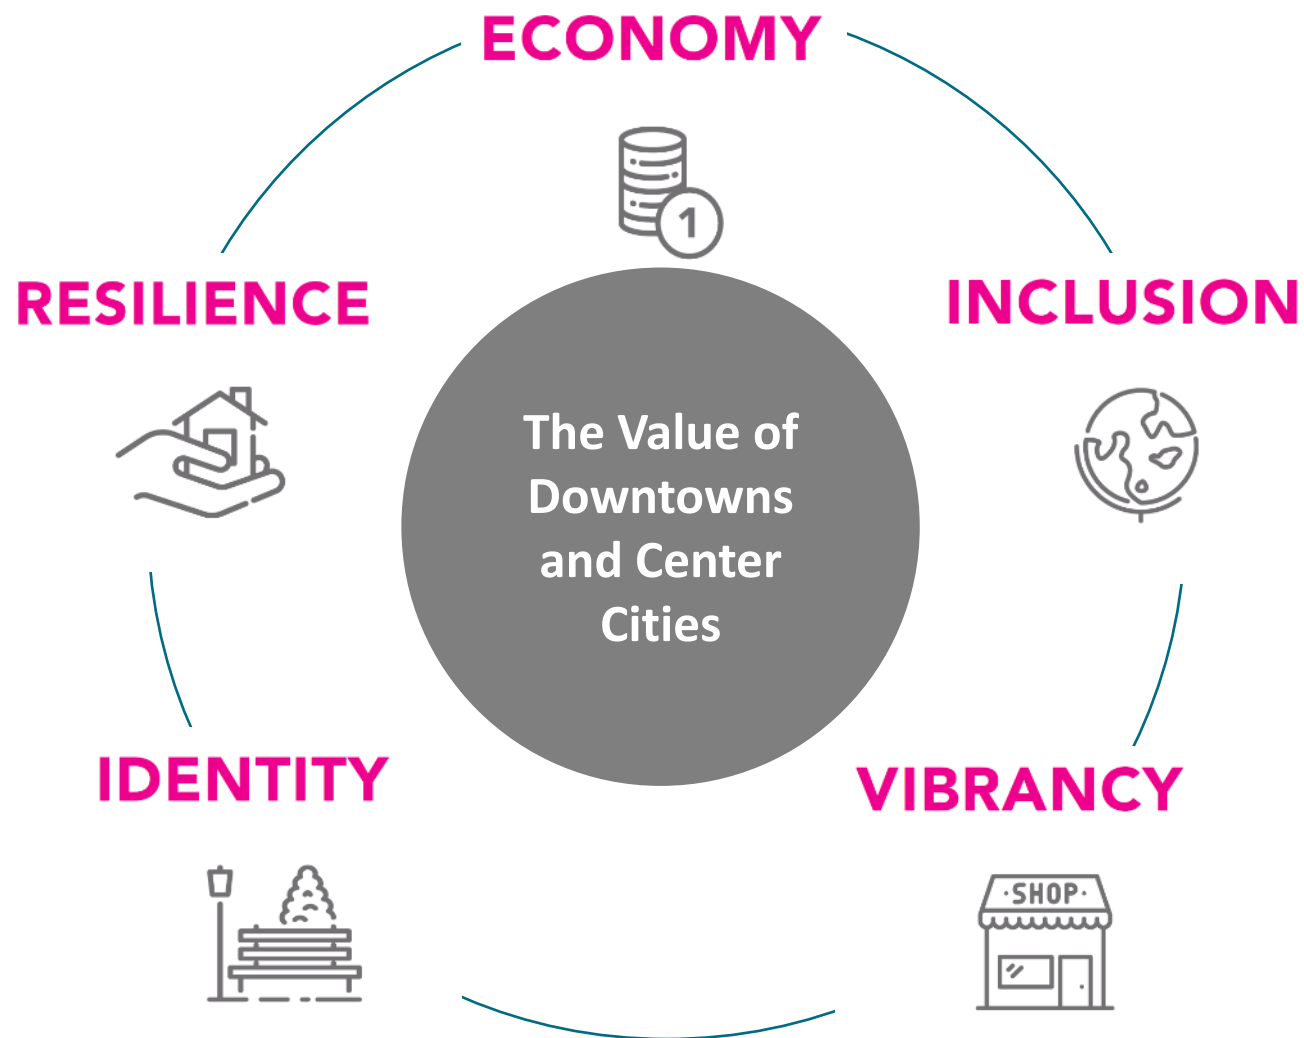 ECONOMY
1
RESILIENCE
INCLUSION
The Value of
Downtowns
and Center
Cities
IDENTITY
VIBRANCY
·SHOP·